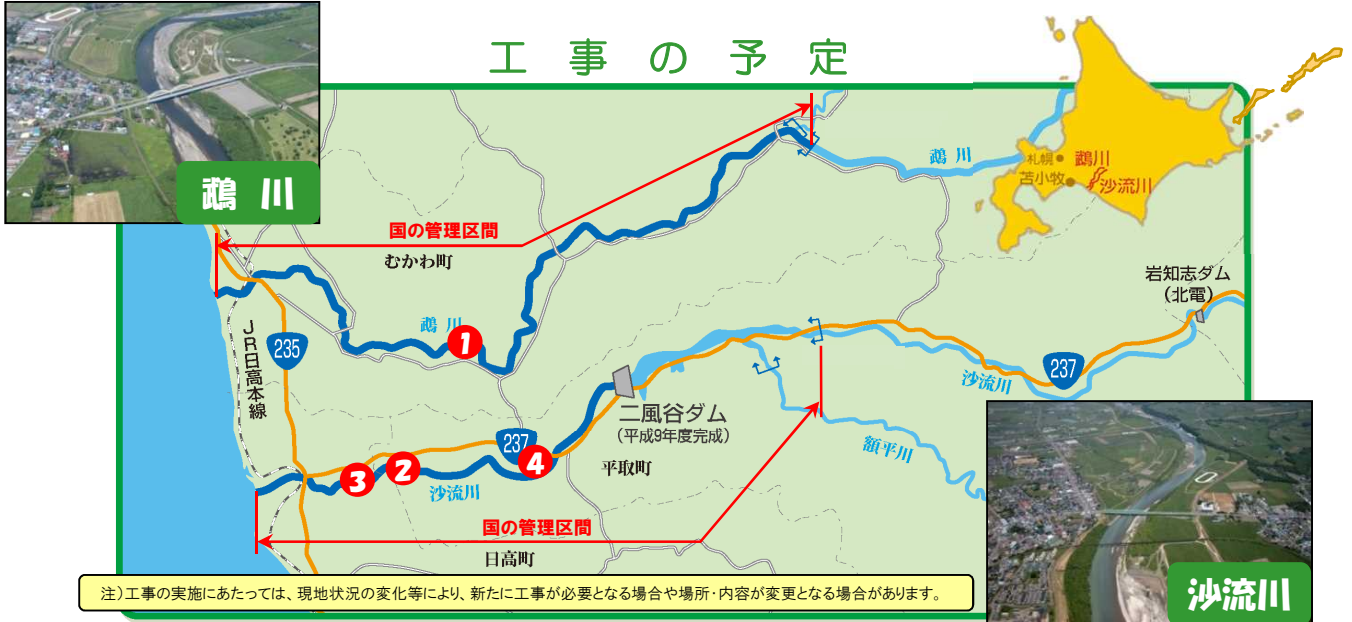 工事の予定
鵡川
鵡川
札幌
鵡川
苫小牧
沙流川
国の管理区間
むかわ町
岩知志ダム
(北電)
鵡川
1
JR日高本線
235
237
沙流川
二風谷ダム
(平成9年度完成)
237
4
平取町
額平川
3
2
沙流川
国の管理区間
日高町
注)工事の実施にあたっては、現地状況の変化等により、新たに工事が必要となる場合や場所・内容が変更となる場合があります。
沙流川